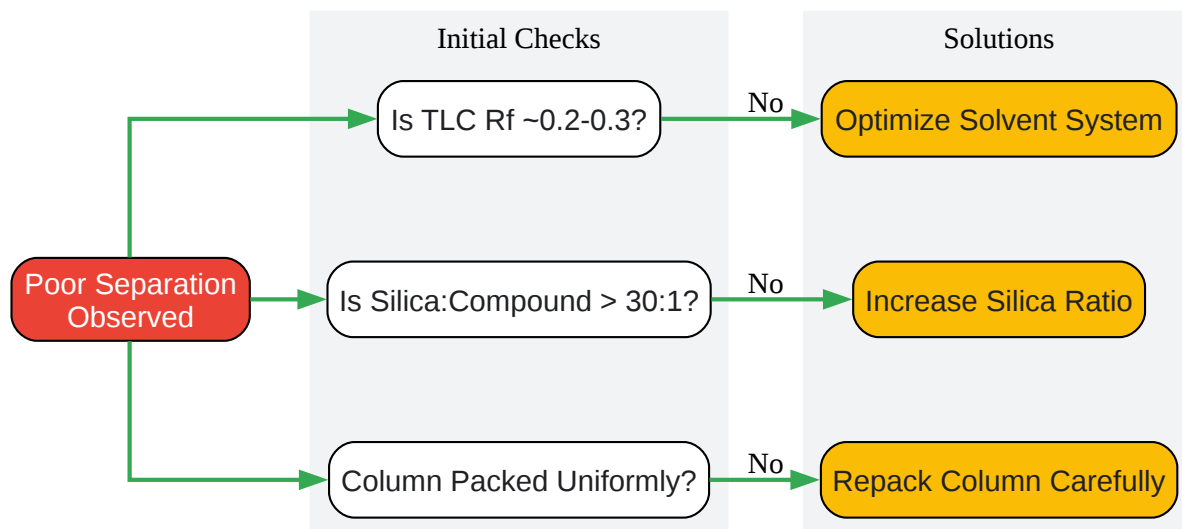 Initial Checks
Solutions
Is TLC Rf ~0.2-0.3?
No
Optimize Solvent System
Poor Separation
Observed
Is Silica:Compound > 30:1?
No
Increase Silica Ratio
Column Packed Uniformly?
No
Repack Column Carefully